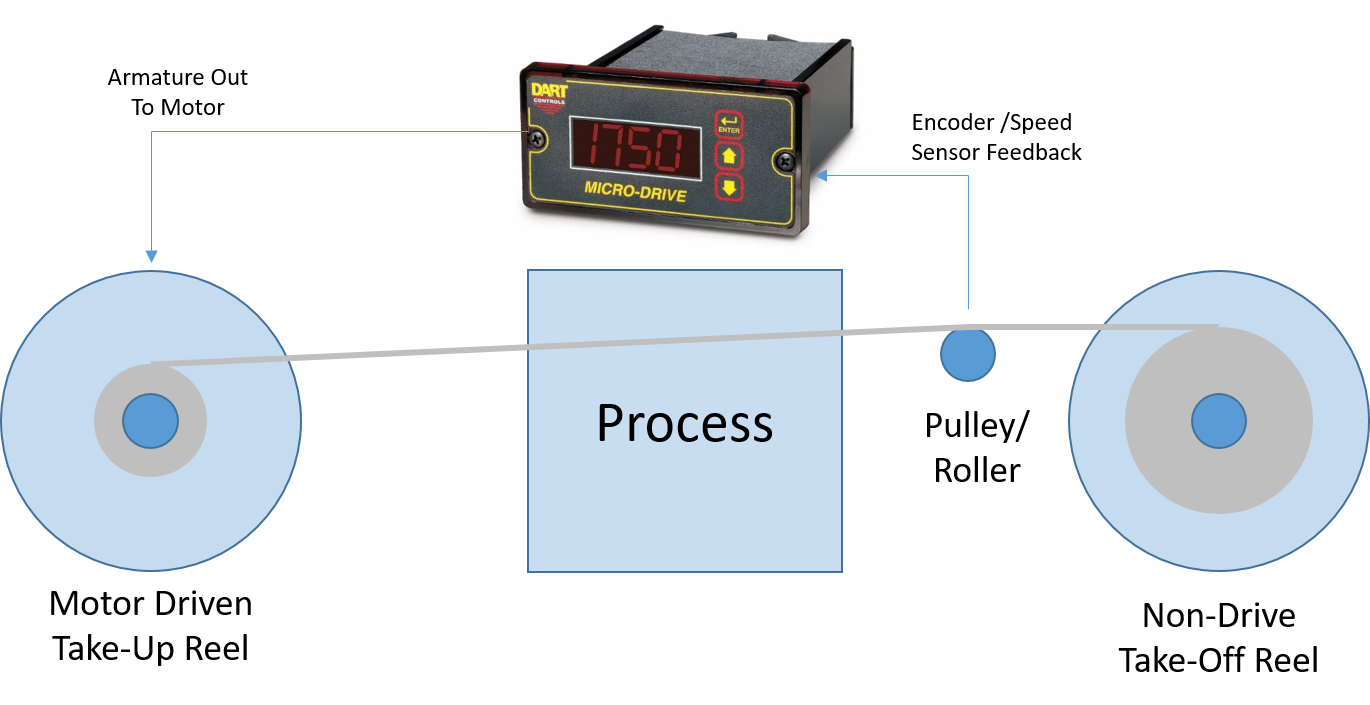 Armature Out
To Motor
DART
CONTROLS
1750
ENTER
MICRO-DRIVE
Encoder /Speed
Sensor Feedback
Process
Pulley/
Roller
Motor Driven
Take-Up Reel
Non-Drive
Take-Off Reel